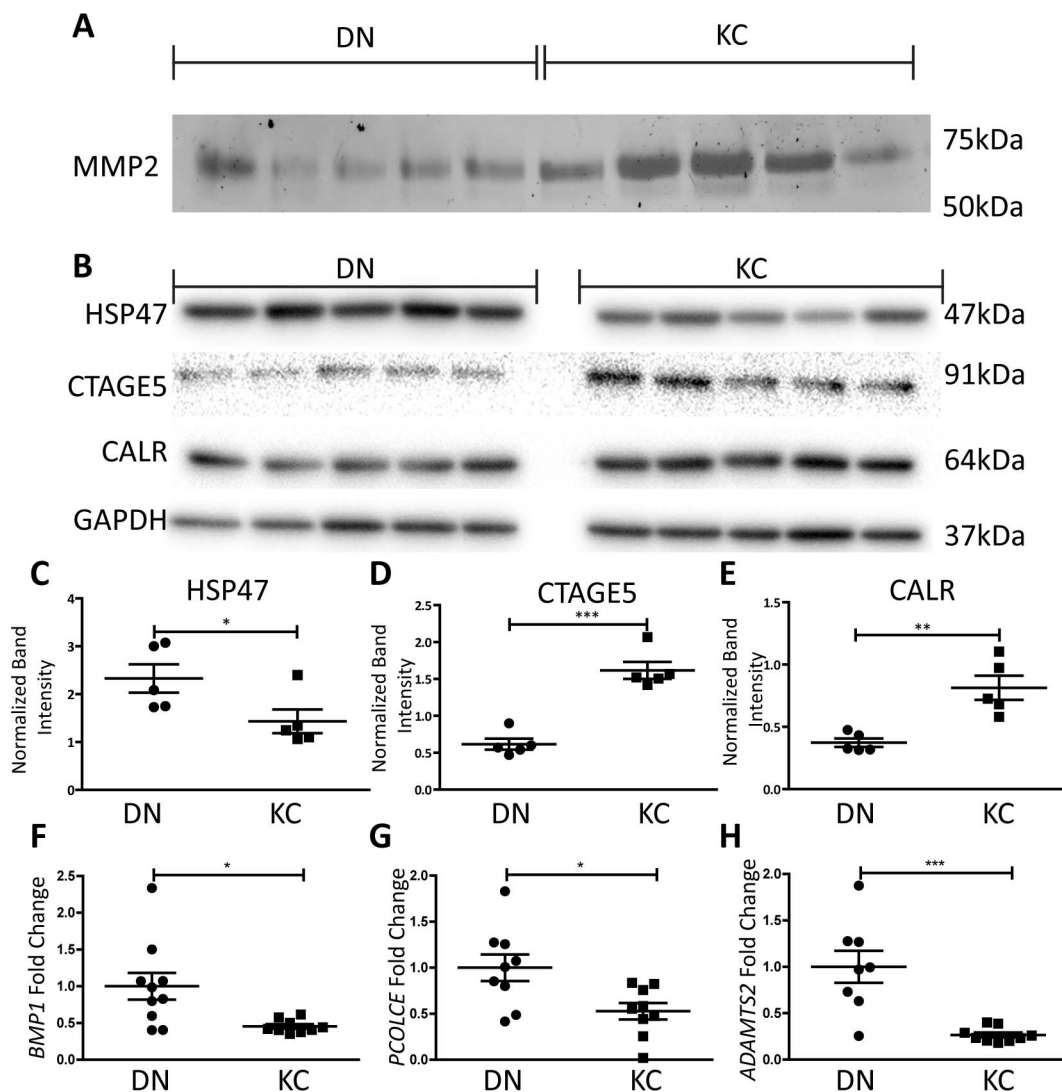 A
DN KC
MMP2
75kDa
50kDa
B
DN KC
HSP47 47kDa
CTAGE5 91kDa
CALR 64kDa
GAPDH 37kDa
C HSP47
Normalized Band
Intensity
4
3
2
1
0
*
DN KC
D CTAGE5
Normalized Band
Intensity
2.5
2.0
1.5
1.0
0.5
0.0
***
DN KC
E CALR
Normalized Band
Intensity
1.5
1.0
0.5
0.0
**
DN KC
F
BMP1 Fold Change
2.5
2.0
1.5
1.0
0.5
0.0
*
DN KC
G
PCOLCE Fold Change
2.5
2.0
1.5
1.0
0.5
0.0
*
DN KC
H
ADAMTS2 Fold Change
2.0
1.5
1.0
0.5
0.0
***
DN KC